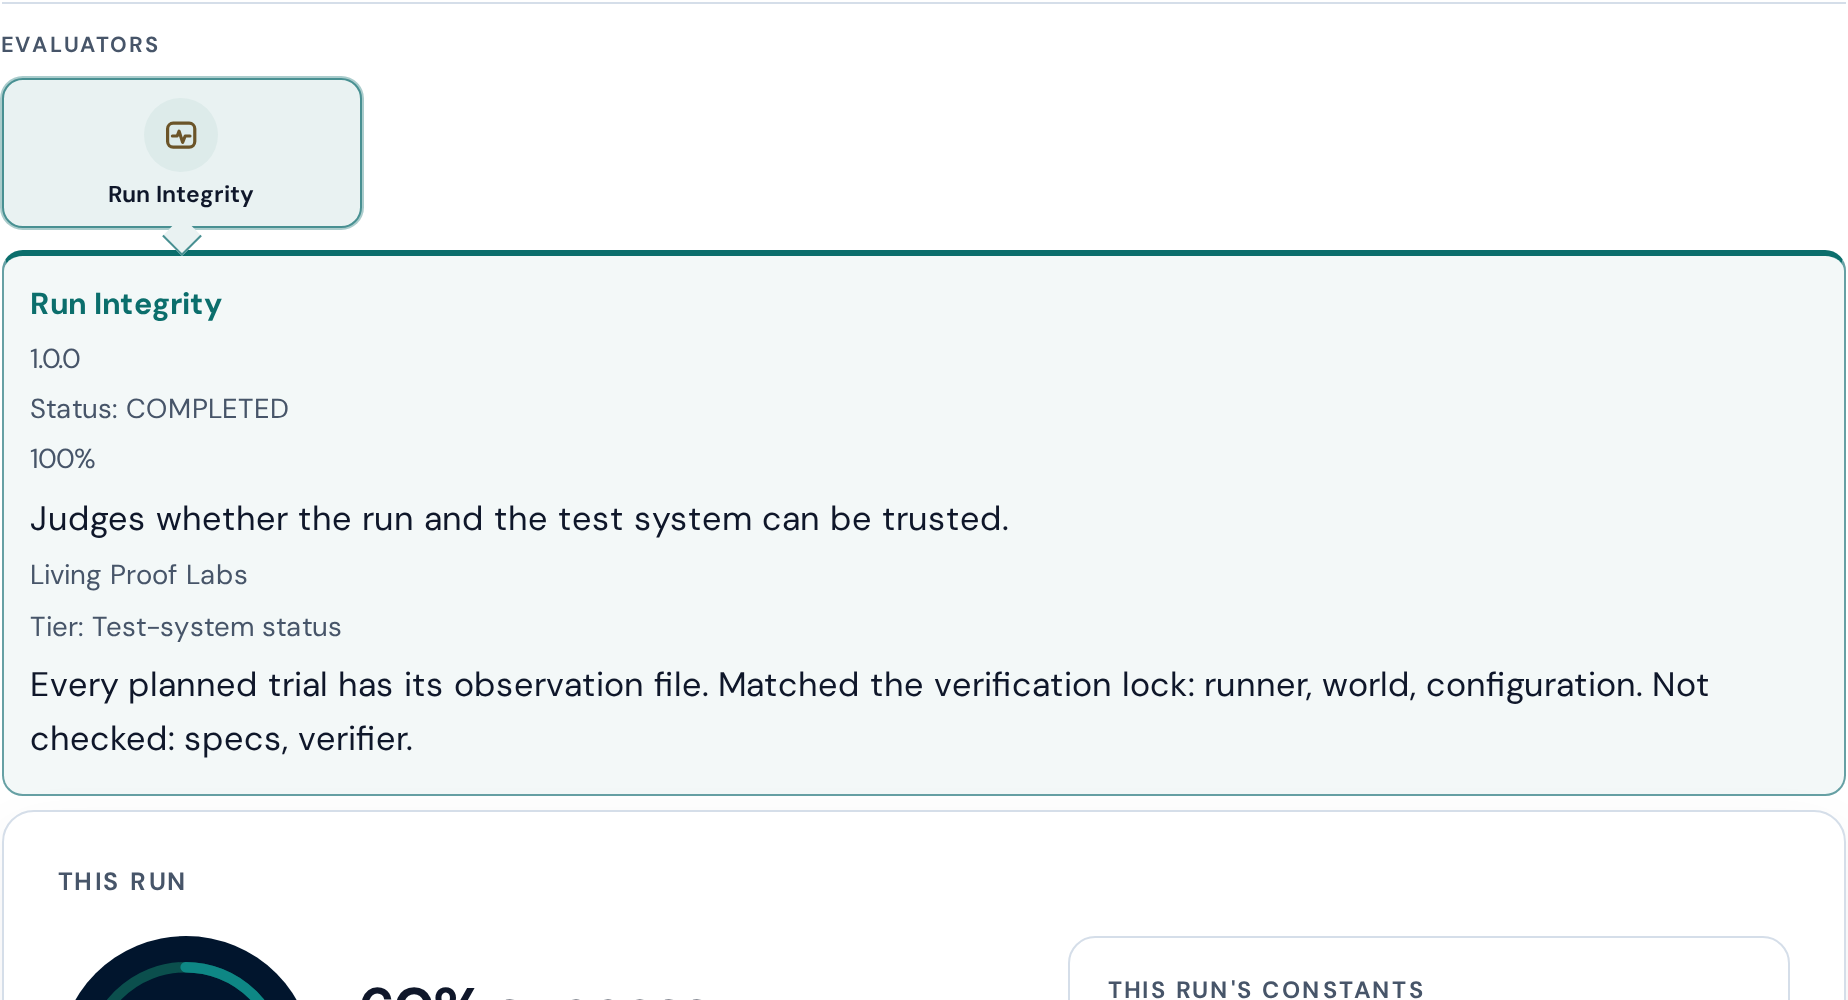 EVALUATORS
Run Integrity
Run Integrity
1.0.0
Status: COMPLETED
100%
Judges whether the run and the test system can be trusted.
Living Proof Labs
Tier: Test-system status
Every planned trial has its observation file. Matched the verification lock: runner, world, configuration. Not
checked: specs, verifier.
THIS RUN
THIS RUN'S CONSTANTS